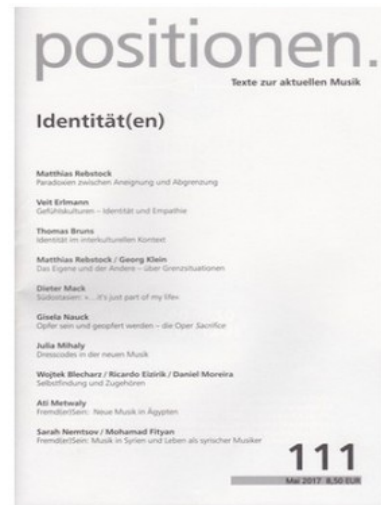 positionen.
Texte zur aktuellen Musik
Identität(en)
Matthias Rebstock
Paradoxien zwischen Aneignung und Abgrenzung
Veit Erlmann
Gefühlskulturen – Identität und Empathie
Thomas Bruns
Identität im interkulturellen Kontext
Matthias Rebstock / Georg Klein
Das Eigene und der Andere – über Grenzsituationen
Dieter Mack
Südostasien: »...it's just part of my life«
Gisela Nauck
Opfer sein und geopfert werden – die Oper Sacrifice
Julia Mihaly
Dresscodes in der neuen Musik
Wojtek Blecharz / Ricardo Eizirik / Daniel Moreira
Selbstfindung und Zugehören
Ati Metwaly
Fremd(er)Sein: Neue Musik in Ägypten
Sarah Nemtsov / Mohamad Fityan
Fremd(er)Sein: Musik in Syrien und Leben als syrischer Musiker
111
Mai 2017 8,50 EUR